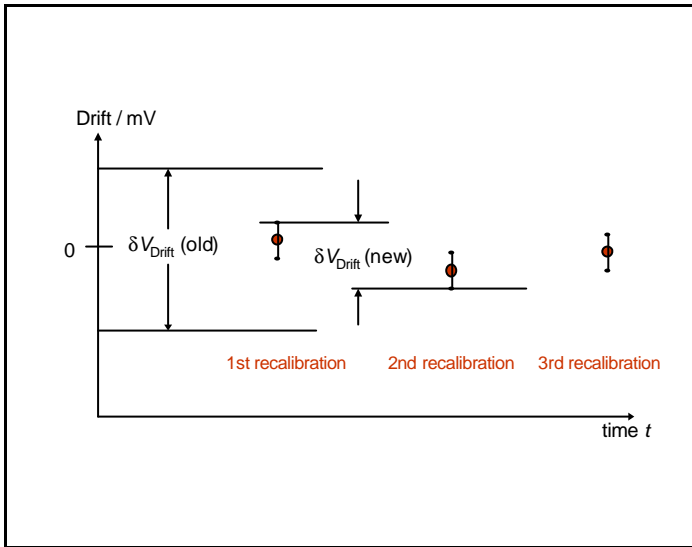 Drift / mV
0
δVDrift (old)
δVDrift (new)
1st recalibration
2nd recalibration
3rd recalibration
time t